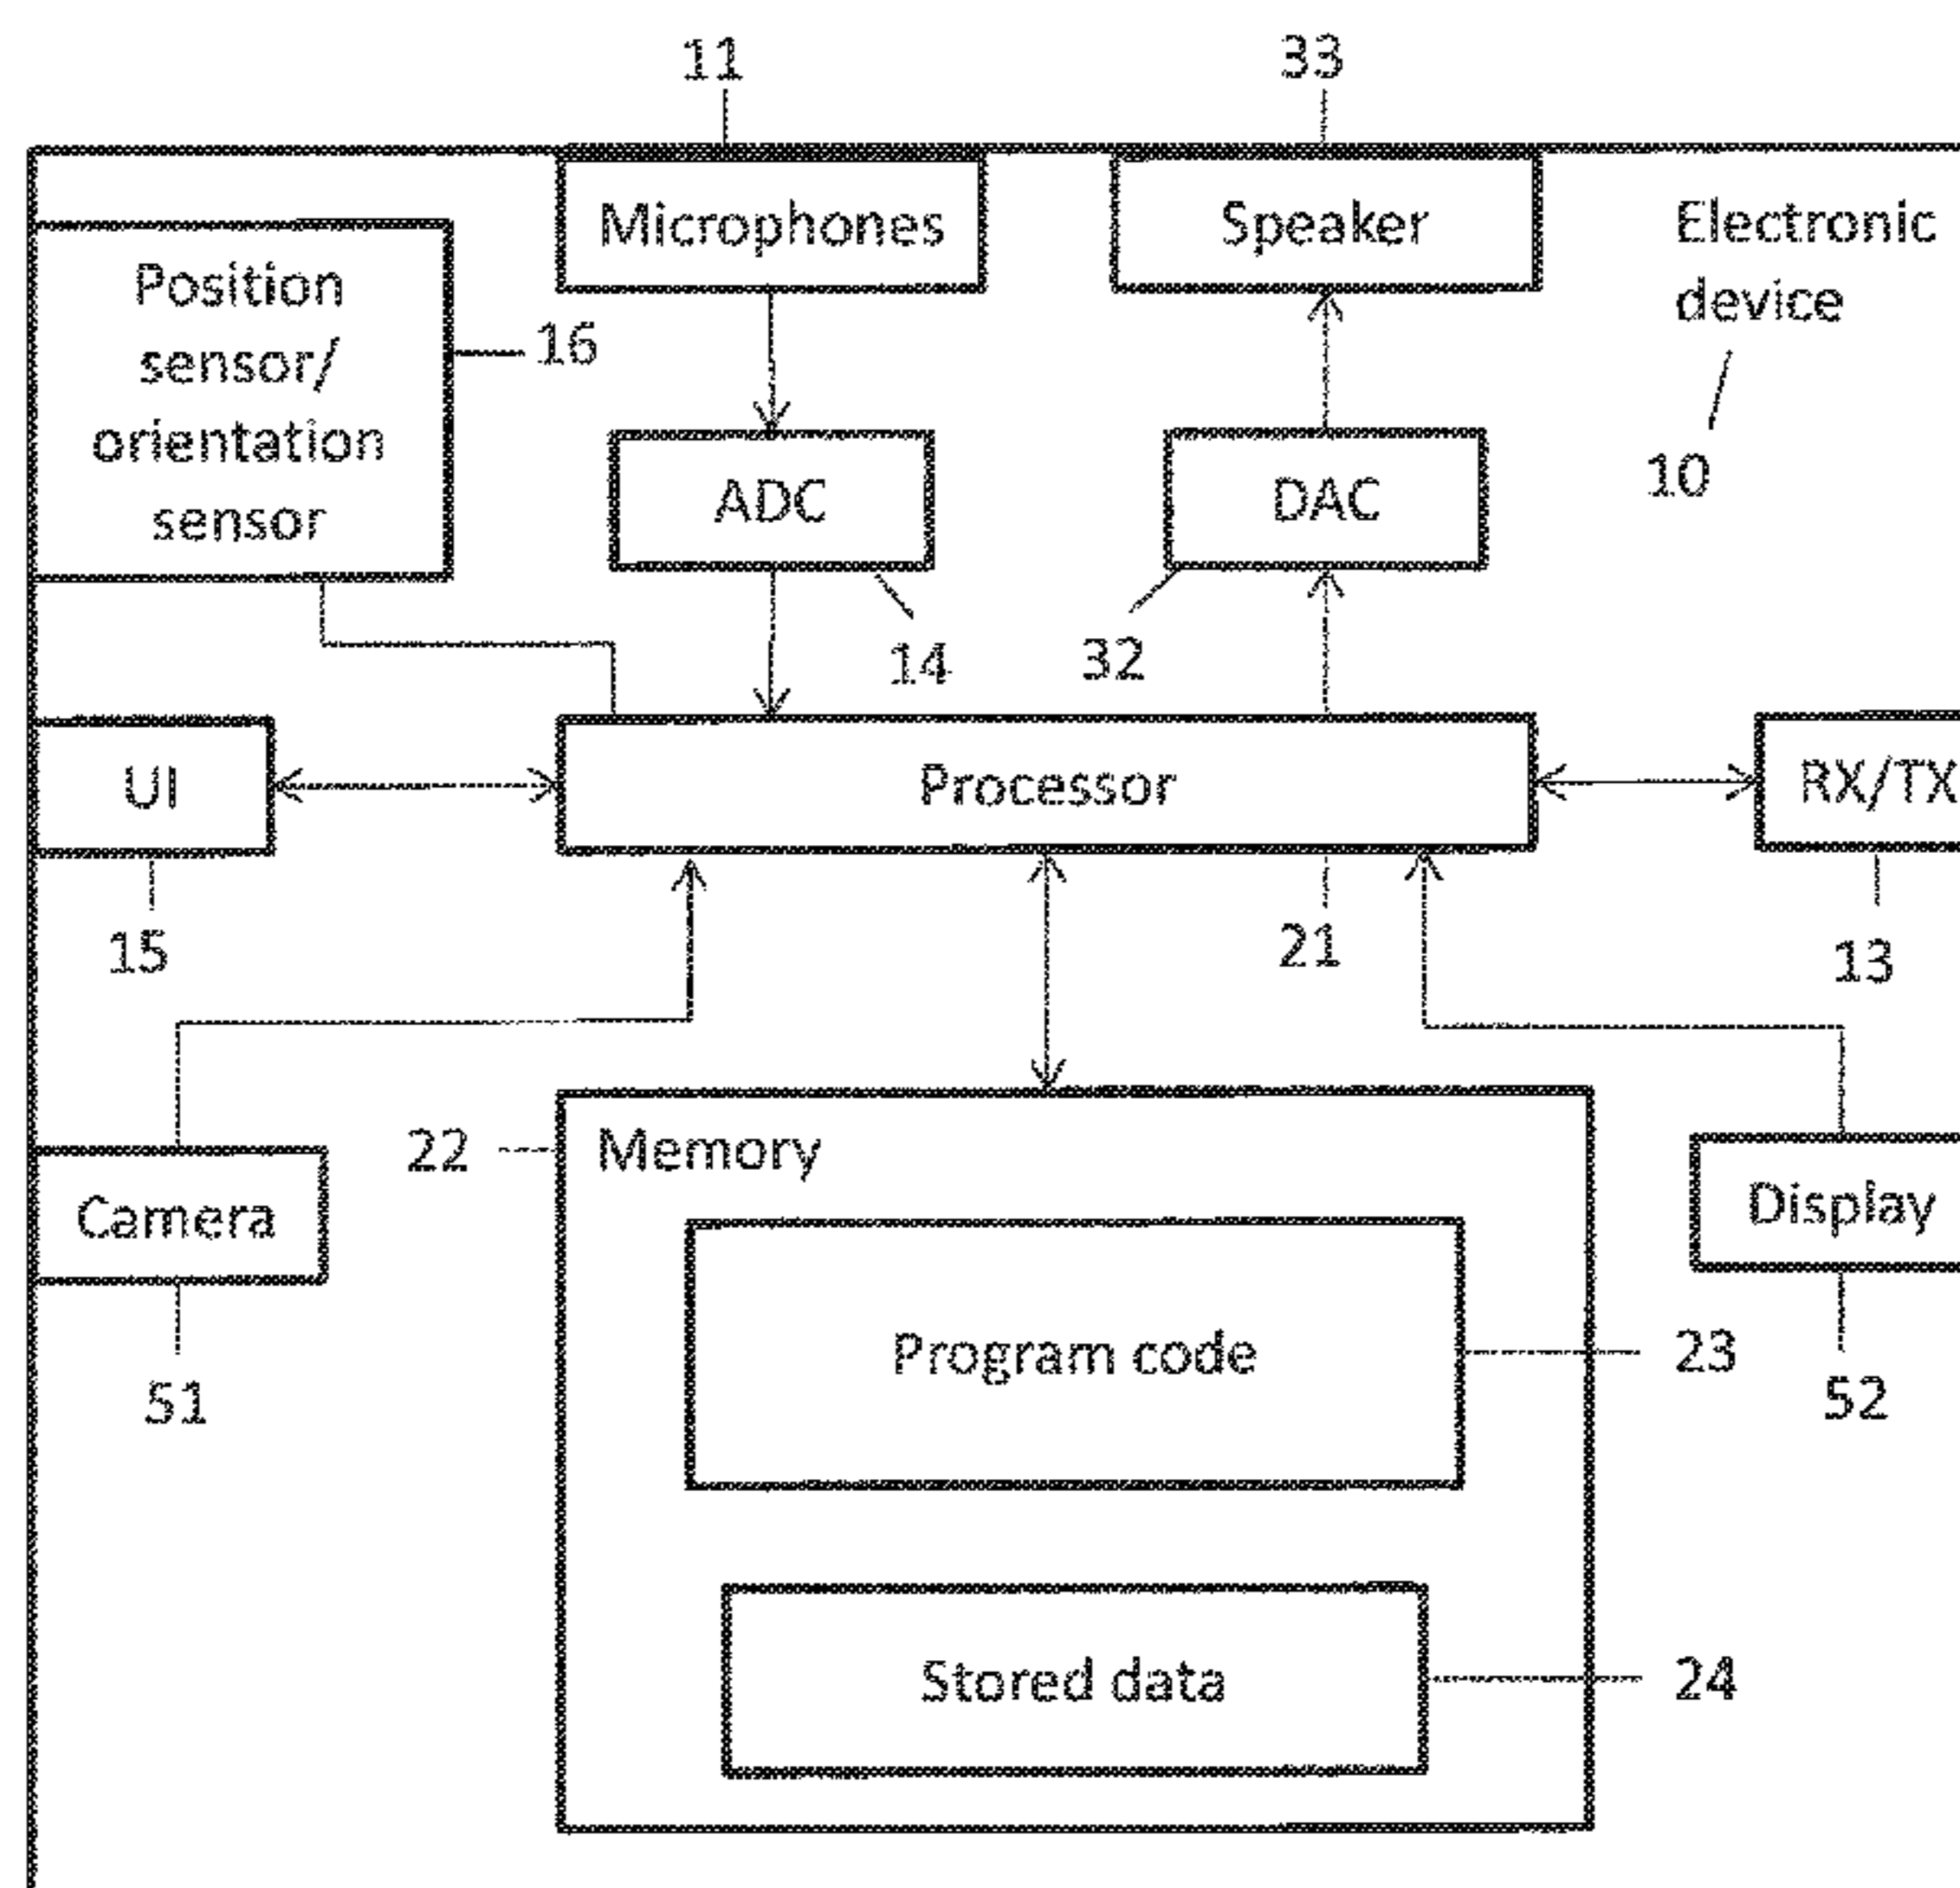 11
33
Microphones
Speaker
Electronic
device
10
Position
sensor/
orientation
sensor
16
ADC
DAC
14
32
UI
Processor
RX/TX
15
21
13
22
Memory
Camera
Display
51
Program code
23
52
Stored data
24